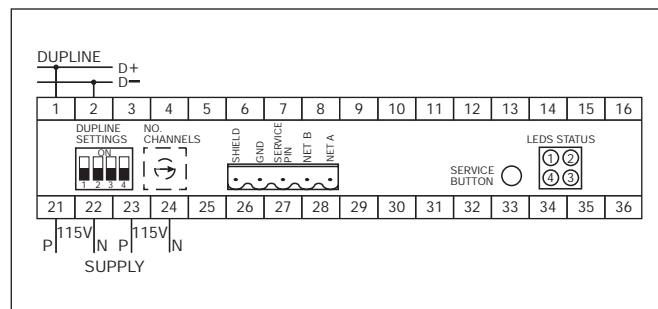 DUPLINE
D+
D−
1 2 3 4 5 6 7 8 9 10 11 12 13 14 15 16
DUPLINE
SETTINGS
ON
1 2 3 4
NO.
CHANNELS
SHIELD
GND
SERVICE
PIN
NET B
NET A
SERVICE
BUTTON
LEDS STATUS
1 2
4 3
21 22 23 24 25 26 27 28 29 30 31 32 33 34 35 36
P 115V N P 115V N
SUPPLY